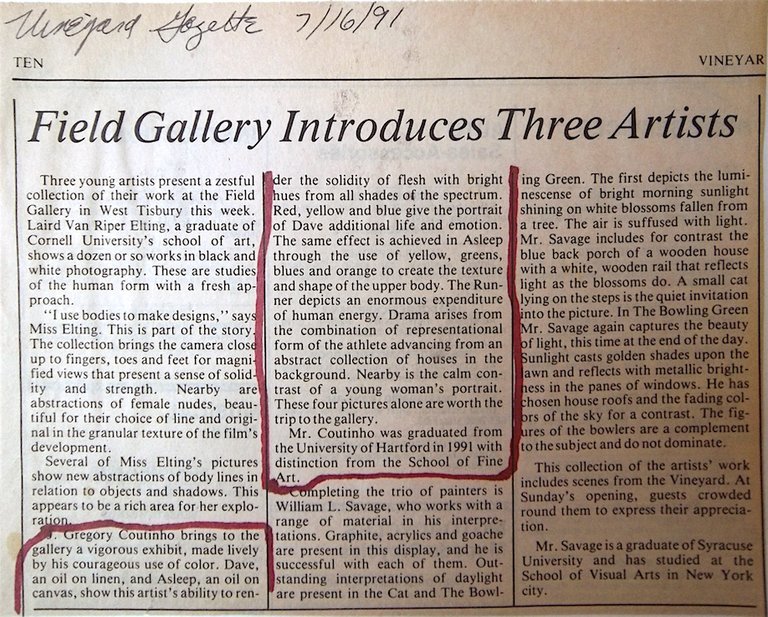 Vineyard Gazette 7/16/91
TEN
VINEYAR
Field Gallery Introduces Three Artists
Three young artists present a zestful
collection of their work at the Field
Gallery in West Tisbury this week.
Laird Van Riper Elting, a graduate of
Cornell University's school of art,
shows a dozen or so works in black and
white photography. These are studies
of the human form with a fresh ap-
proach.
"I use bodies to make designs," says
Miss Elting. This is part of the story.
The collection brings the camera close
up to fingers, toes and feet for magni-
fied views that present a sense of solid-
ity and strength. Nearby are
abstractions of female nudes, beau-
tiful for their choice of line and origi-
nal in the granular texture of the film's
development.
Several of Miss Elting's pictures
show new abstractions of body lines in
relation to objects and shadows. This
appears to be a rich area for her explo-
ration.
J. Gregory Coutinho brings to the
gallery a vigorous exhibit, made lively
by his courageous use of color. Dave,
an oil on linen, and Asleep, an oil on
canvas, show this artist's ability to ren-
der the solidity of flesh with bright
hues from all shades of the spectrum.
Red, yellow and blue give the portrait
of Dave additional life and emotion.
The same effect is achieved in Asleep
through the use of yellow, greens,
blues and orange to create the texture
and shape of the upper body. The Run-
ner depicts an enormous expenditure
of human energy. Drama arises from
the combination of representational
form of the athlete advancing from an
abstract collection of houses in the
background. Nearby is the calm con-
trast of a young woman's portrait.
These four pictures alone are worth the
trip to the gallery.
Mr. Coutinho was graduated from
the University of Hartford in 1991 with
distinction from the School of Fine
Art.
Completing the trio of painters is
William L. Savage, who works with a
range of material in his interpre-
tations. Graphite, acrylics and goache
are present in this display, and he is
successful with each of them. Out-
standing interpretations of daylight
are present in the Cat and The Bowl-
ing Green. The first depicts the lumi-
nescense of bright morning sunlight
shining on white blossoms fallen from
a tree. The air is suffused with light.
Mr. Savage includes for contrast the
blue back porch of a wooden house
with a white, wooden rail that reflects
light as the blossoms do. A small cat
lying on the steps is the quiet invitation
into the picture. In The Bowling Green
Mr. Savage again captures the beauty
of light, this time at the end of the day.
Sunlight casts golden shades upon the
lawn and reflects with metallic bright-
ness in the panes of windows. He has
chosen house roofs and the fading col-
ors of the sky for a contrast. The fig-
ures of the bowlers are a complement
to the subject and do not dominate.
This collection of the artists' work
includes scenes from the Vineyard. At
Sunday's opening, guests crowded
round them to express their apprecia-
tion.
Mr. Savage is a graduate of Syracuse
University and has studied at the
School of Visual Arts in New York
city.